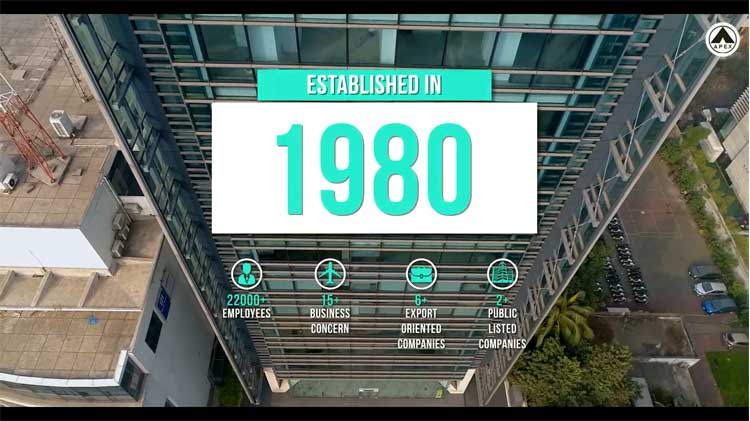 APEX
ESTABLISHED IN
1980
22000+
EMPLOYEES
15+
BUSINESS
CONCERN
6+
EXPORT
ORIENTED
COMPANIES
2+
PUBLIC
LISTED
COMPANIES